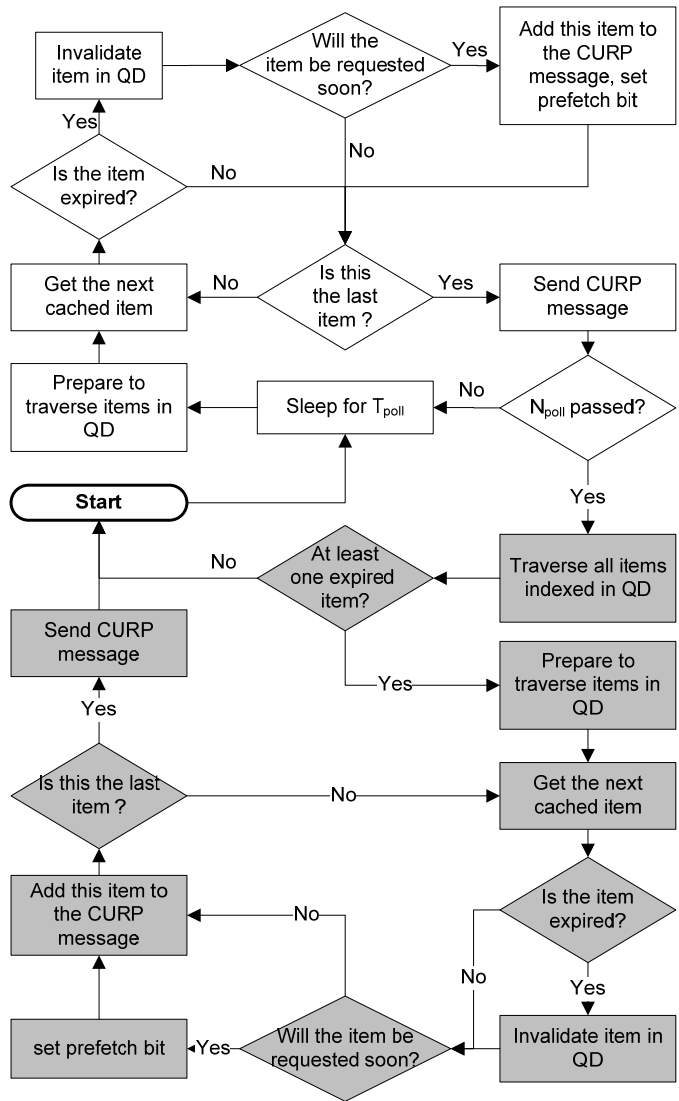 Invalidate
item in QD
Will the
item be requested
soon?
Yes
Add this item to
the CURP
message, set
prefetch bit
Yes
No
Is the item
expired?
No
Get the next
cached item
No
Is this
the last
item ?
Yes
Send CURP
message
Prepare to
traverse items in
QD
Sleep for Tpoll
No
Npoll passed?
Start
Yes
No
At least
one expired
item?
Traverse all items
indexed in QD
Send CURP
message
Yes
Prepare to
traverse items in
QD
Yes
Is this the last
item ?
No
Get the next
cached item
Add this item to
the CURP
message
No
Is the item
expired?
No
Yes
set prefetch bit
Yes
Will the item be
requested soon?
Invalidate item in
QD